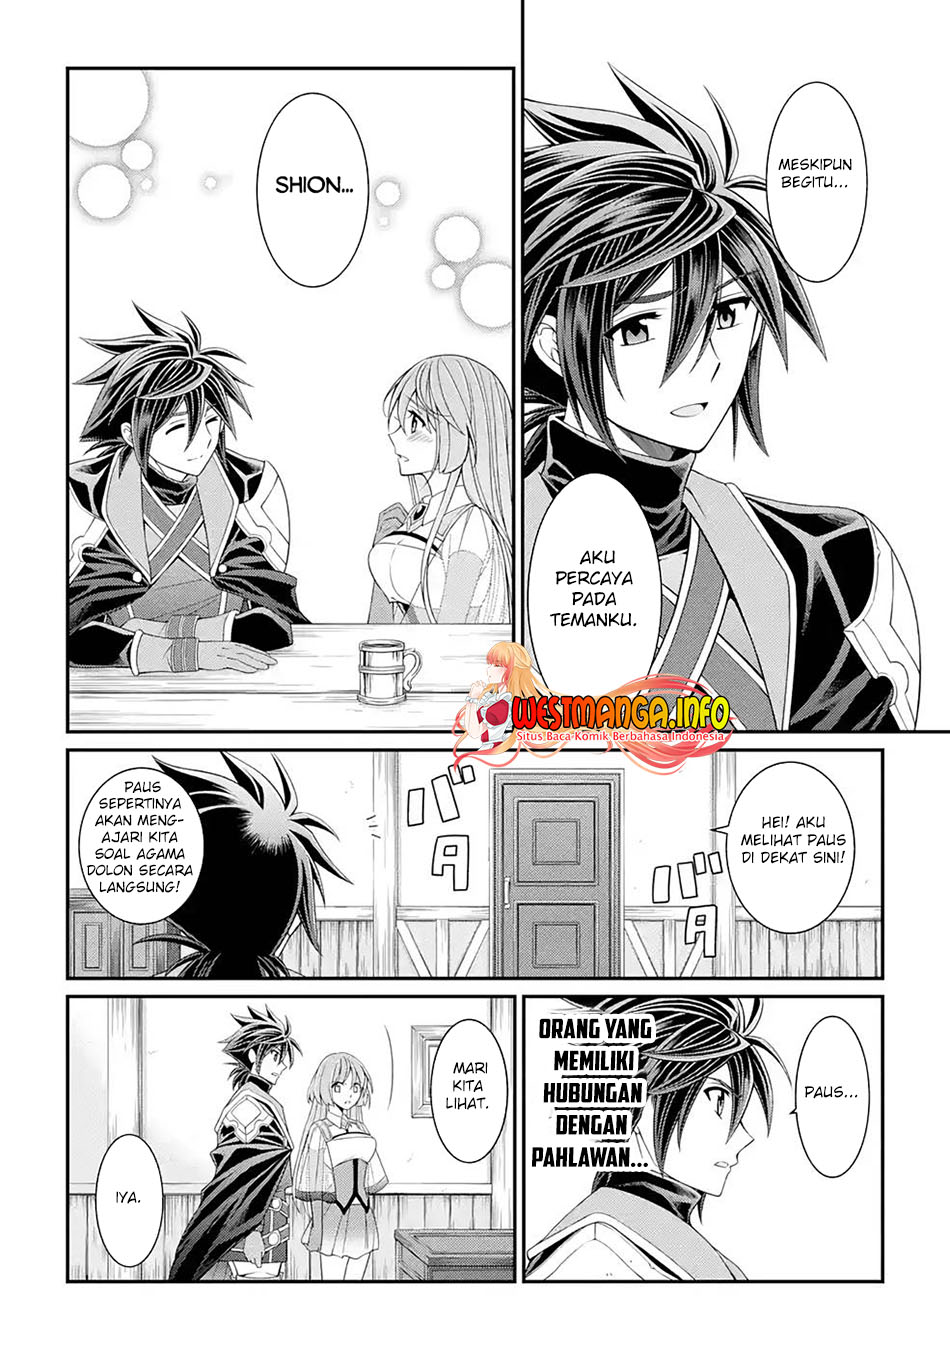 MESKIPUN
BEGITU...
AKU
PERCAYA
PADA
TEMANKU.
SHION...
WESTMANGA.INFO
Situs Baca Komik Berbahasa Indonesia
HEI! AKU
MELIHAT PAUS
DI DEKAT SINI!
バタ
バタ
PAUS
SEPERTINYA
AKAN MENG-
AJARI KITA
SOAL AGAMA
DOLON SECARA
LANGSUNG!
PAUS...
ORANG YANG
MEMILIKI
HUBUNGAN
DENGAN
PAHLAWAN...
MARI
KITA
LIHAT.
IYA.